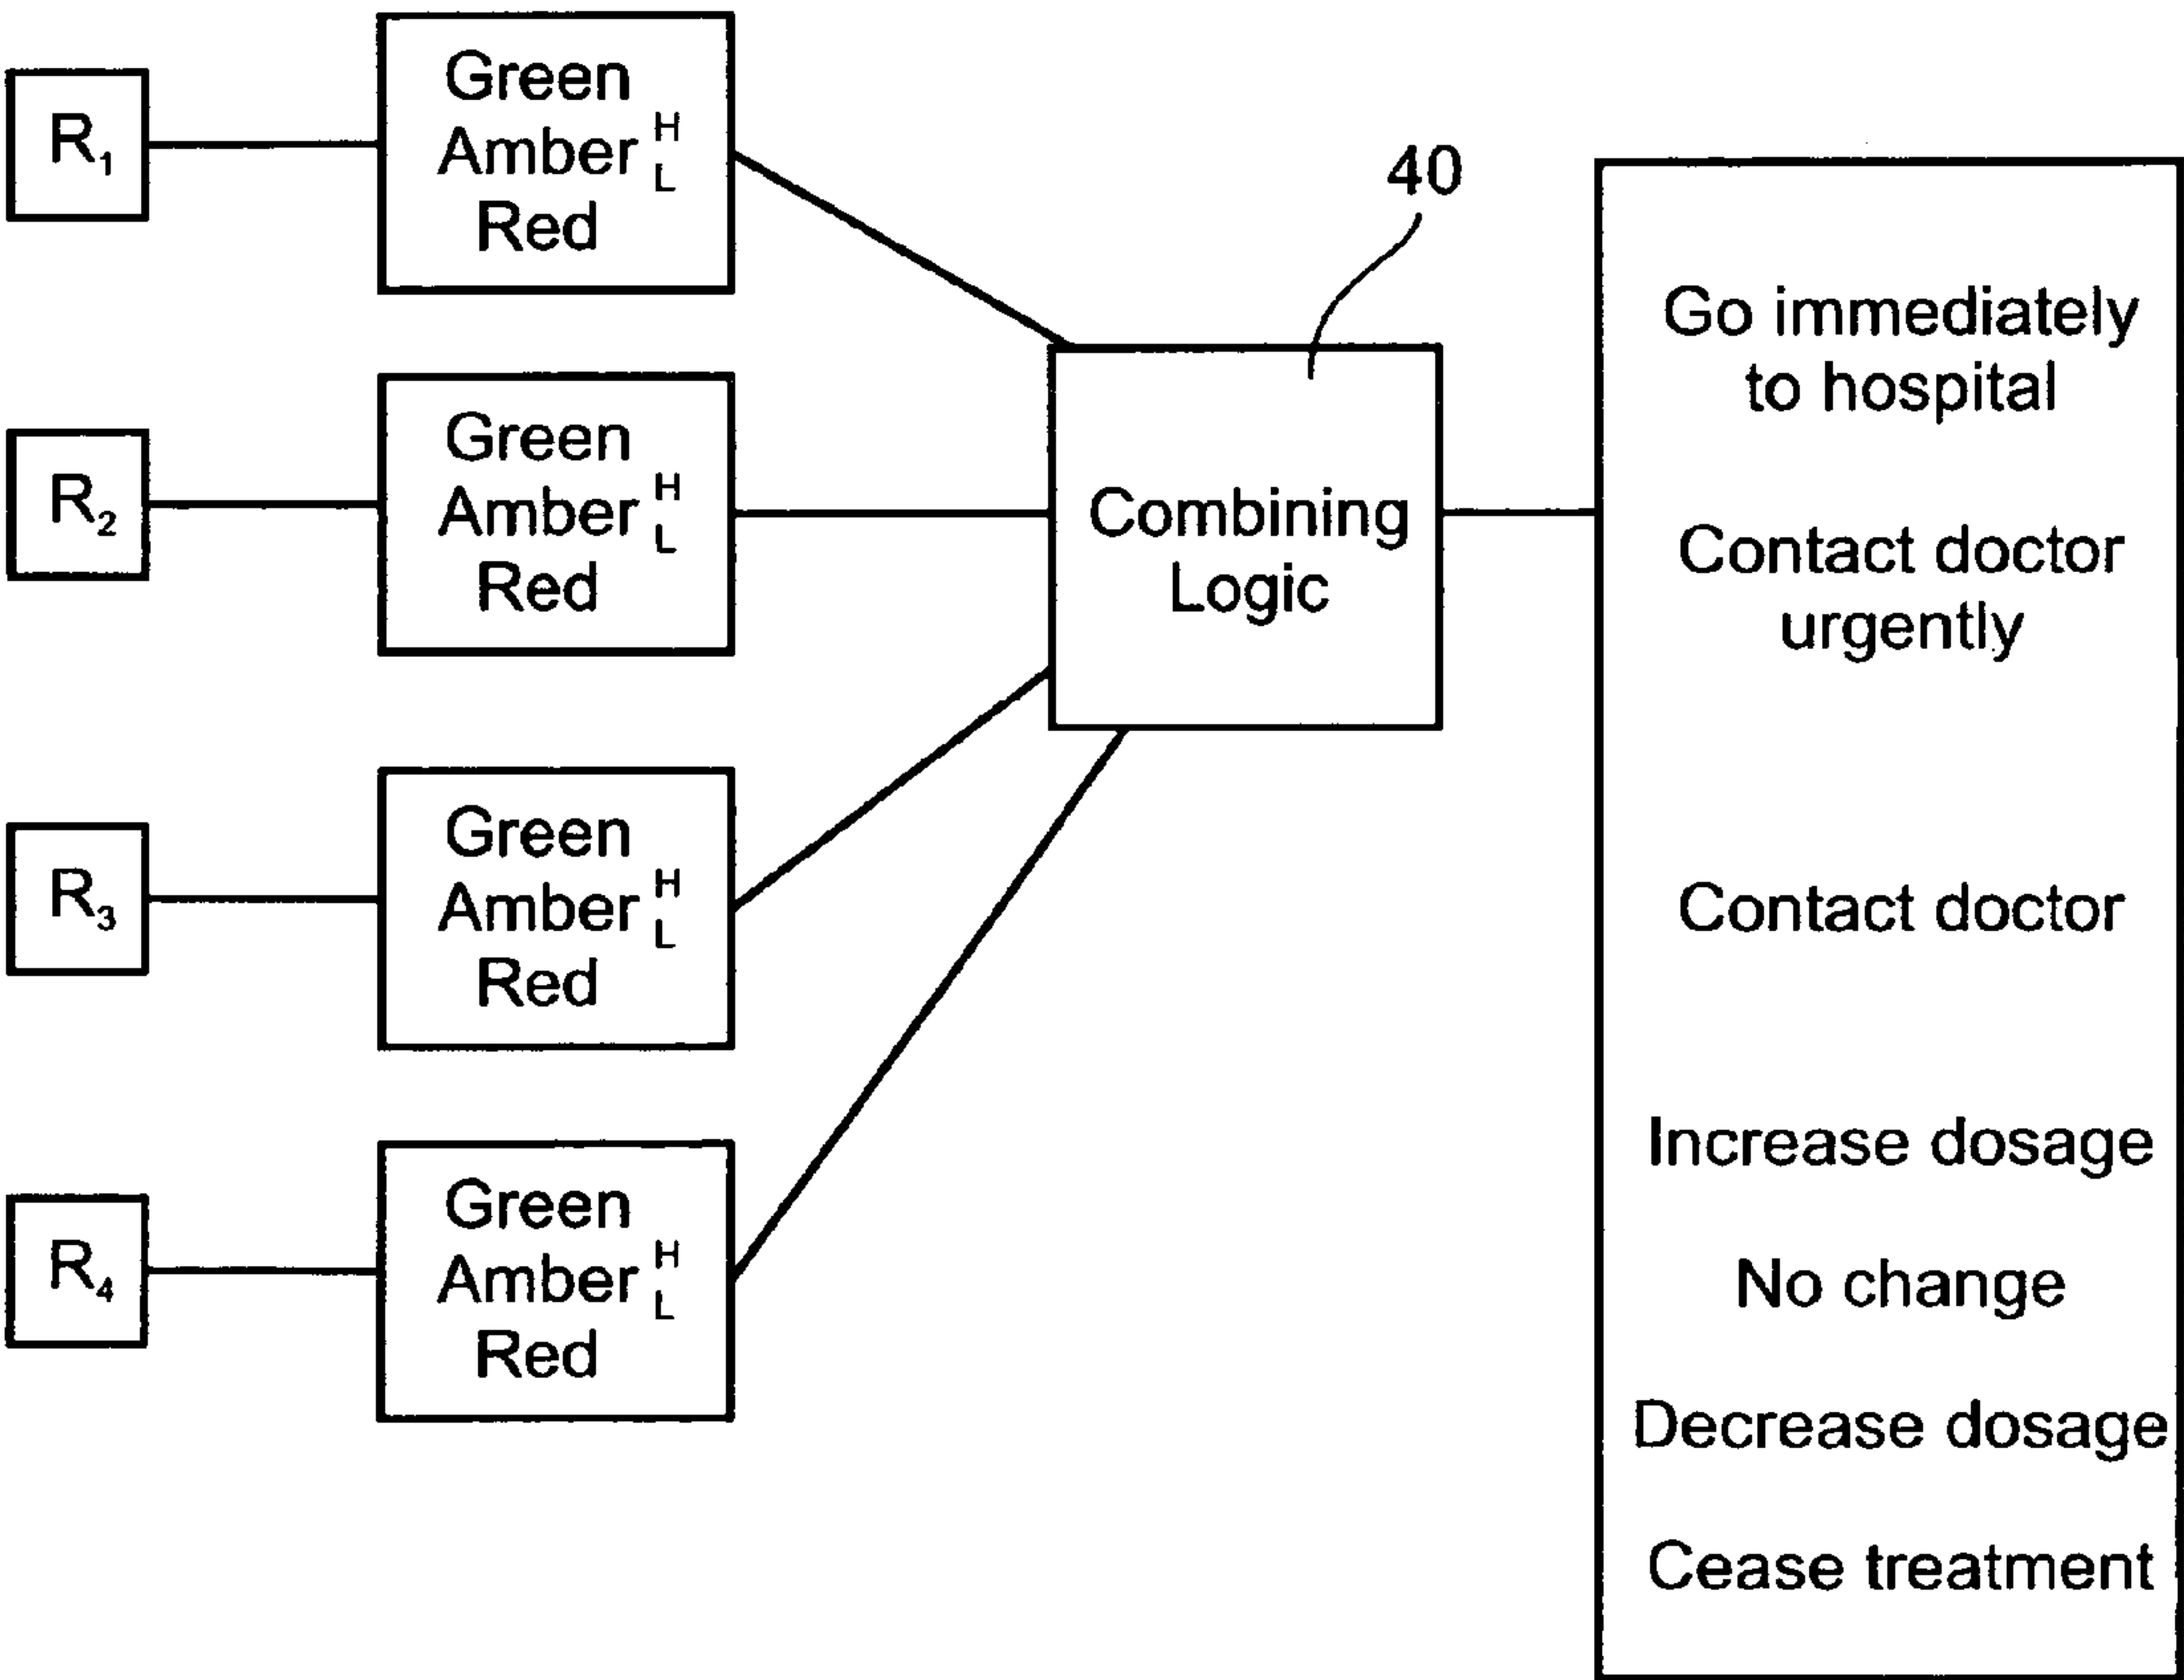 R1
Green
Amber H
L
Red
R2
Green
Amber H
L
Red
R3
Green
Amber H
L
Red
R4
Green
Amber H
L
Red
40
Combining
Logic
Go immediately
to hospital
Contact doctor
urgently
Contact doctor
Increase dosage
No change
Decrease dosage
Cease treatment